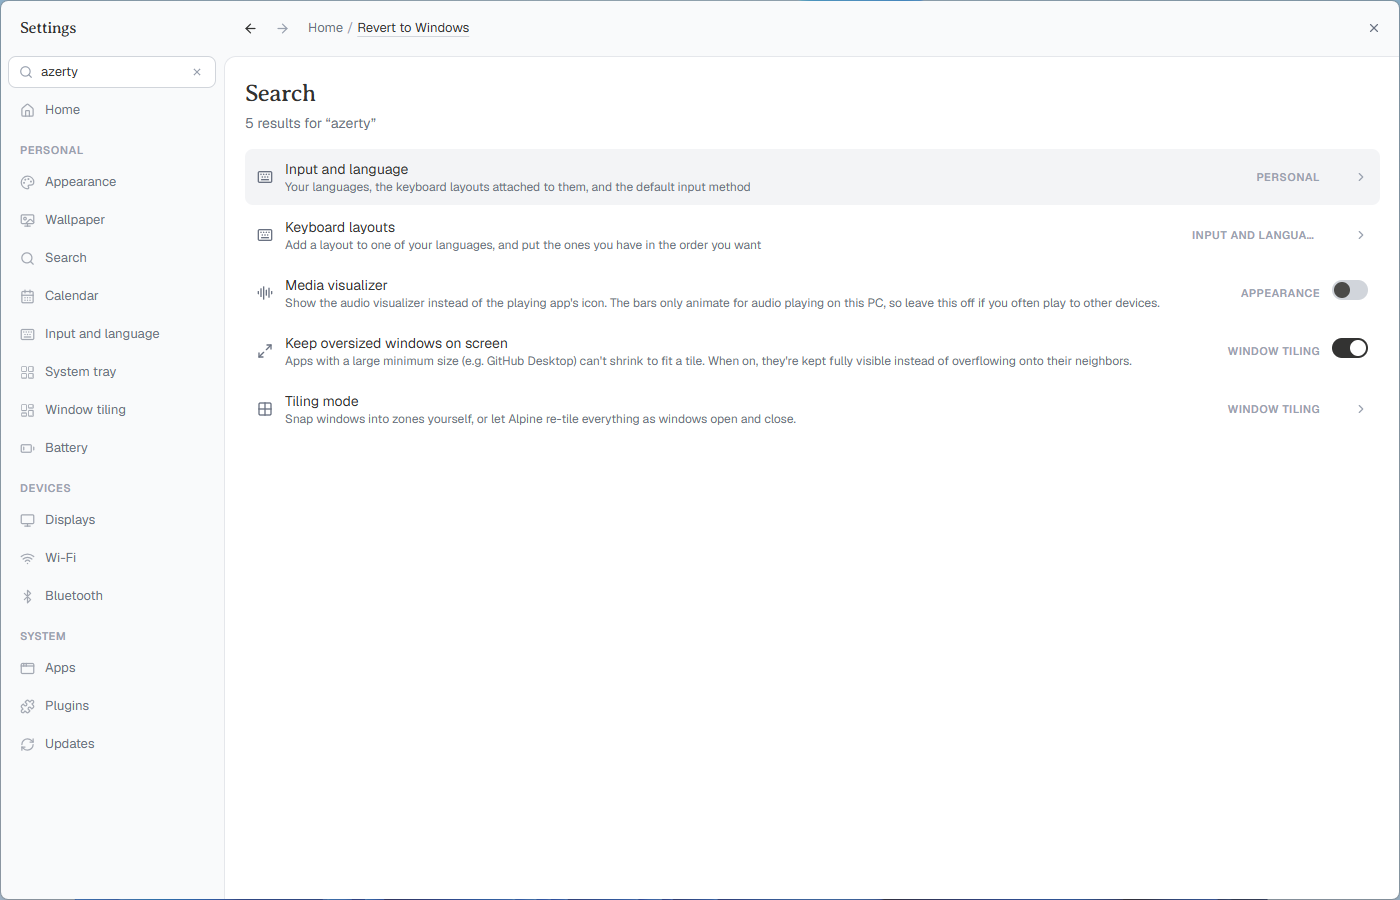 Settings
Home / Revert to Windows
azerty
Home
PERSONAL
Appearance
Wallpaper
Search
Calendar
Input and language
System tray
Window tiling
Battery
DEVICES
Displays
Wi-Fi
Bluetooth
SYSTEM
Apps
Plugins
Updates
Search
5 results for “azerty”
Input and language
Your languages, the keyboard layouts attached to them, and the default input method
PERSONAL
Keyboard layouts
Add a layout to one of your languages, and put the ones you have in the order you want
INPUT AND LANGUA...
Media visualizer
Show the audio visualizer instead of the playing app's icon. The bars only animate for audio playing on this PC, so leave this off if you often play to other devices.
APPEARANCE
Keep oversized windows on screen
Apps with a large minimum size (e.g. GitHub Desktop) can't shrink to fit a tile. When on, they're kept fully visible instead of overflowing onto their neighbors.
WINDOW TILING
Tiling mode
Snap windows into zones yourself, or let Alpine re-tile everything as windows open and close.
WINDOW TILING